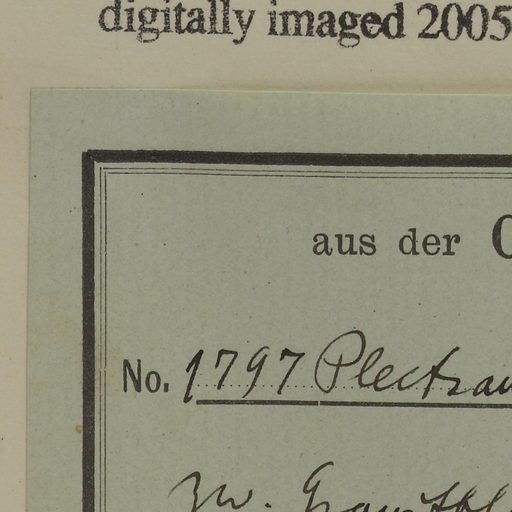 digitally imaged 2005
aus der
No. 1797 Plectran